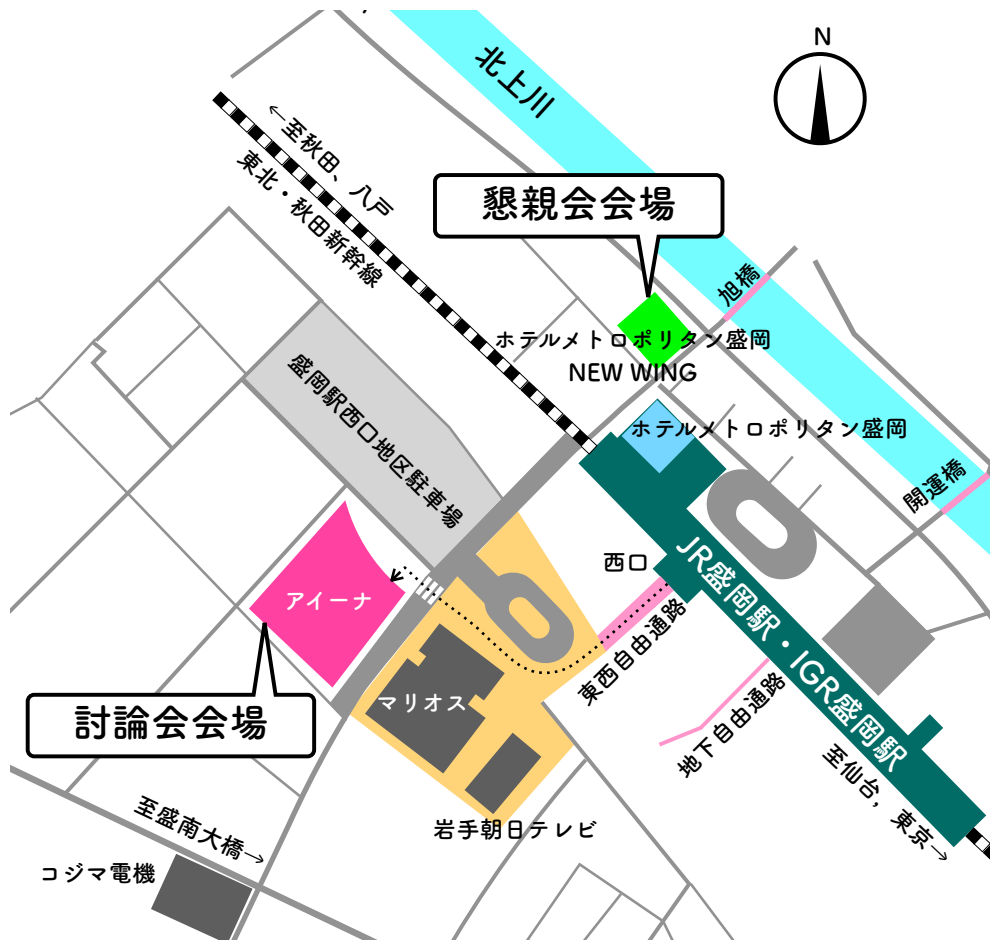 N
北上川
←至秋田、八戸
東北・秋田新幹線
懇親会会場
旭橋
ホテルメトロポリタン盛岡
NEW WING
ホテルメトロポリタン盛岡
盛岡駅西口地区駐車場
開運橋
西口
JR盛岡駅・IGR盛岡駅
アイーナ
東西自由通路
マリオス
地下自由通路
討論会会場
至仙台，東京→
岩手朝日テレビ
至盛南大橋→
コジマ電機